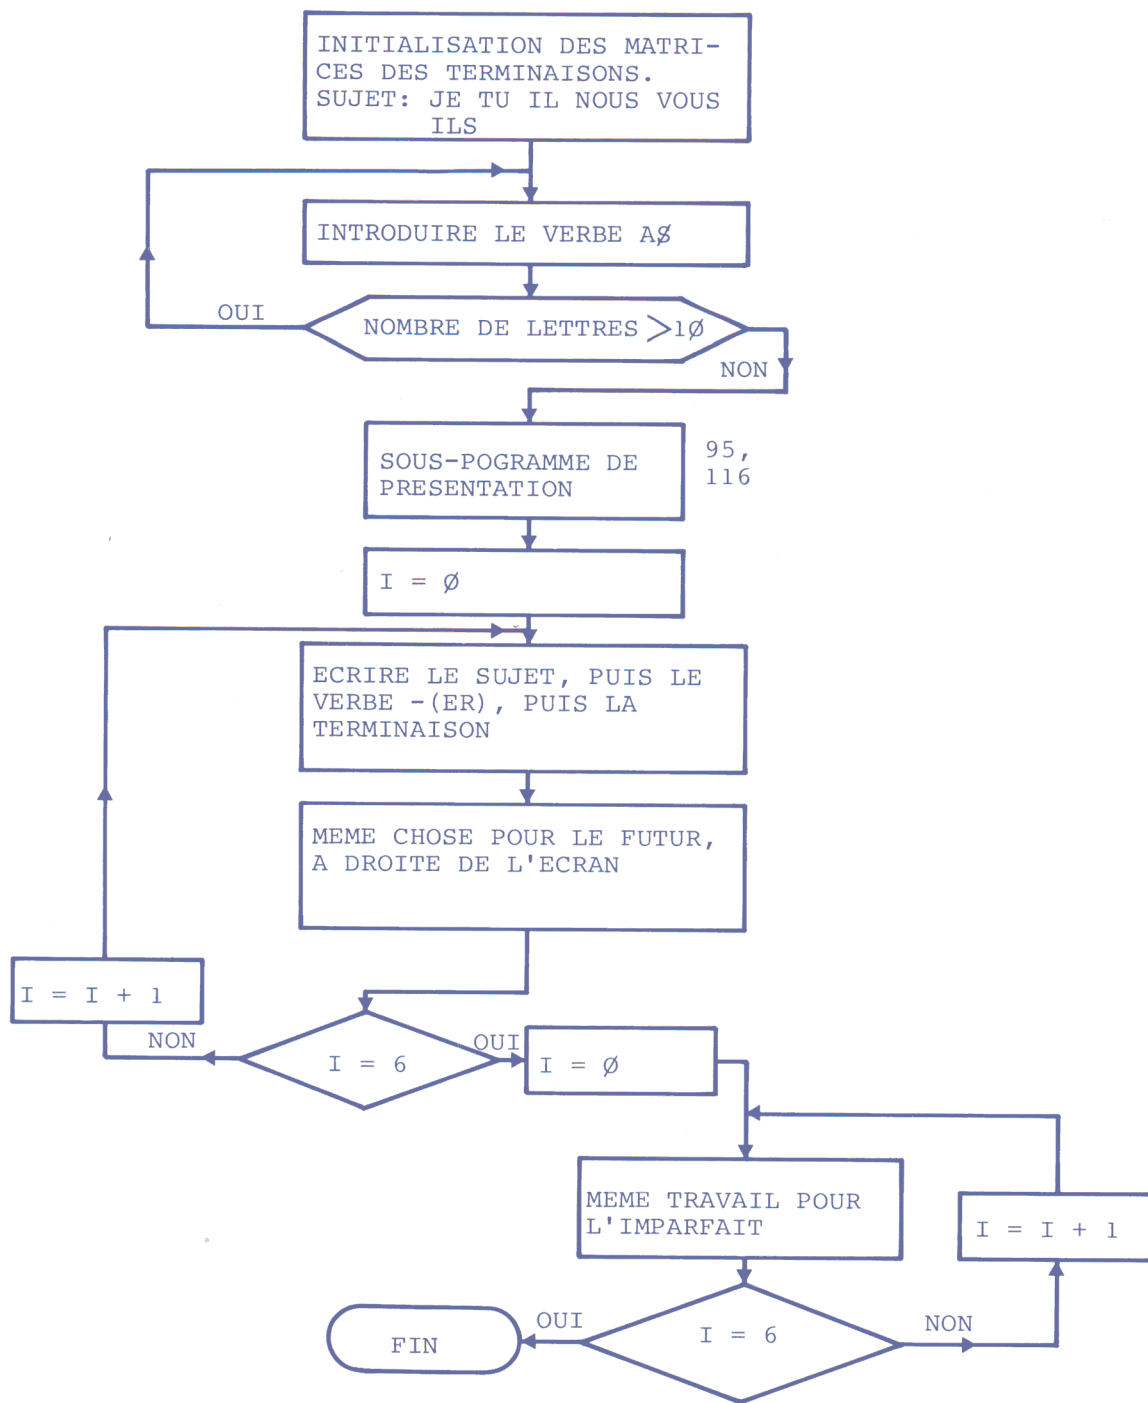 INITIALISATION DES MATRI-
CES DES TERMINAISONS.
SUJET: JE TU IL NOUS VOUS
ILS
INTRODUIRE LE VERBE A$
OUI
NOMBRE DE LETTRES >1Ø
NON
SOUS-POGRAMME DE
PRESENTATION
95,
116
I = Ø
ECRIRE LE SUJET, PUIS LE
VERBE -(ER), PUIS LA
TERMINAISON
MEME CHOSE POUR LE FUTUR,
A DROITE DE L'ECRAN
I = I + 1
NON
I = 6
OUI
I = Ø
MEME TRAVAIL POUR
L'IMPARFAIT
I = I + 1
OUI
I = 6
NON
FIN